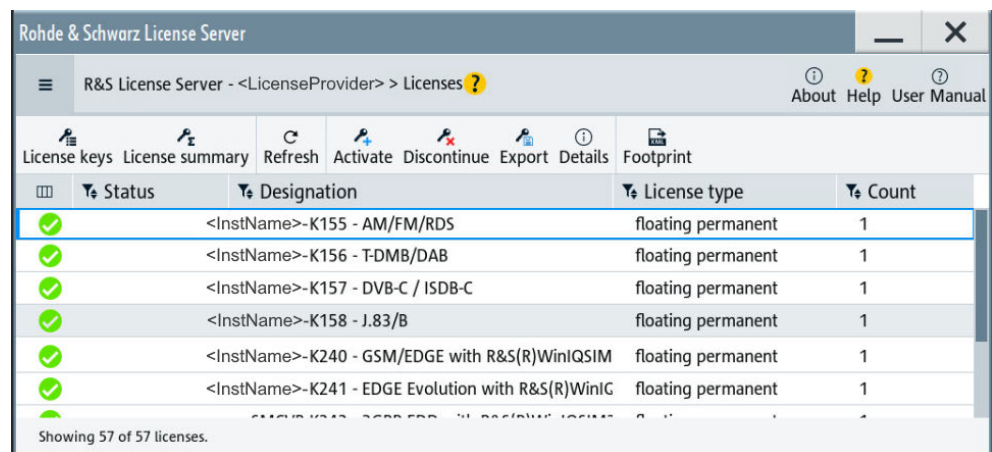 Rohde & Schwarz License Server
R&S License Server - <LicenseProvider> > Licenses ?
About Help User Manual
License keys License summary Refresh Activate Discontinue Export Details Footprint
Status Designation License type Count
<InstName>-K155 - AM/FM/RDS floating permanent 1
<InstName>-K156 - T-DMB/DAB floating permanent 1
<InstName>-K157 - DVB-C / ISDB-C floating permanent 1
<InstName>-K158 - J.83/B floating permanent 1
<InstName>-K240 - GSM/EDGE with R&S(R)WinIQSIM floating permanent 1
<InstName>-K241 - EDGE Evolution with R&S(R)WinIC floating permanent 1
Showing 57 of 57 licenses.